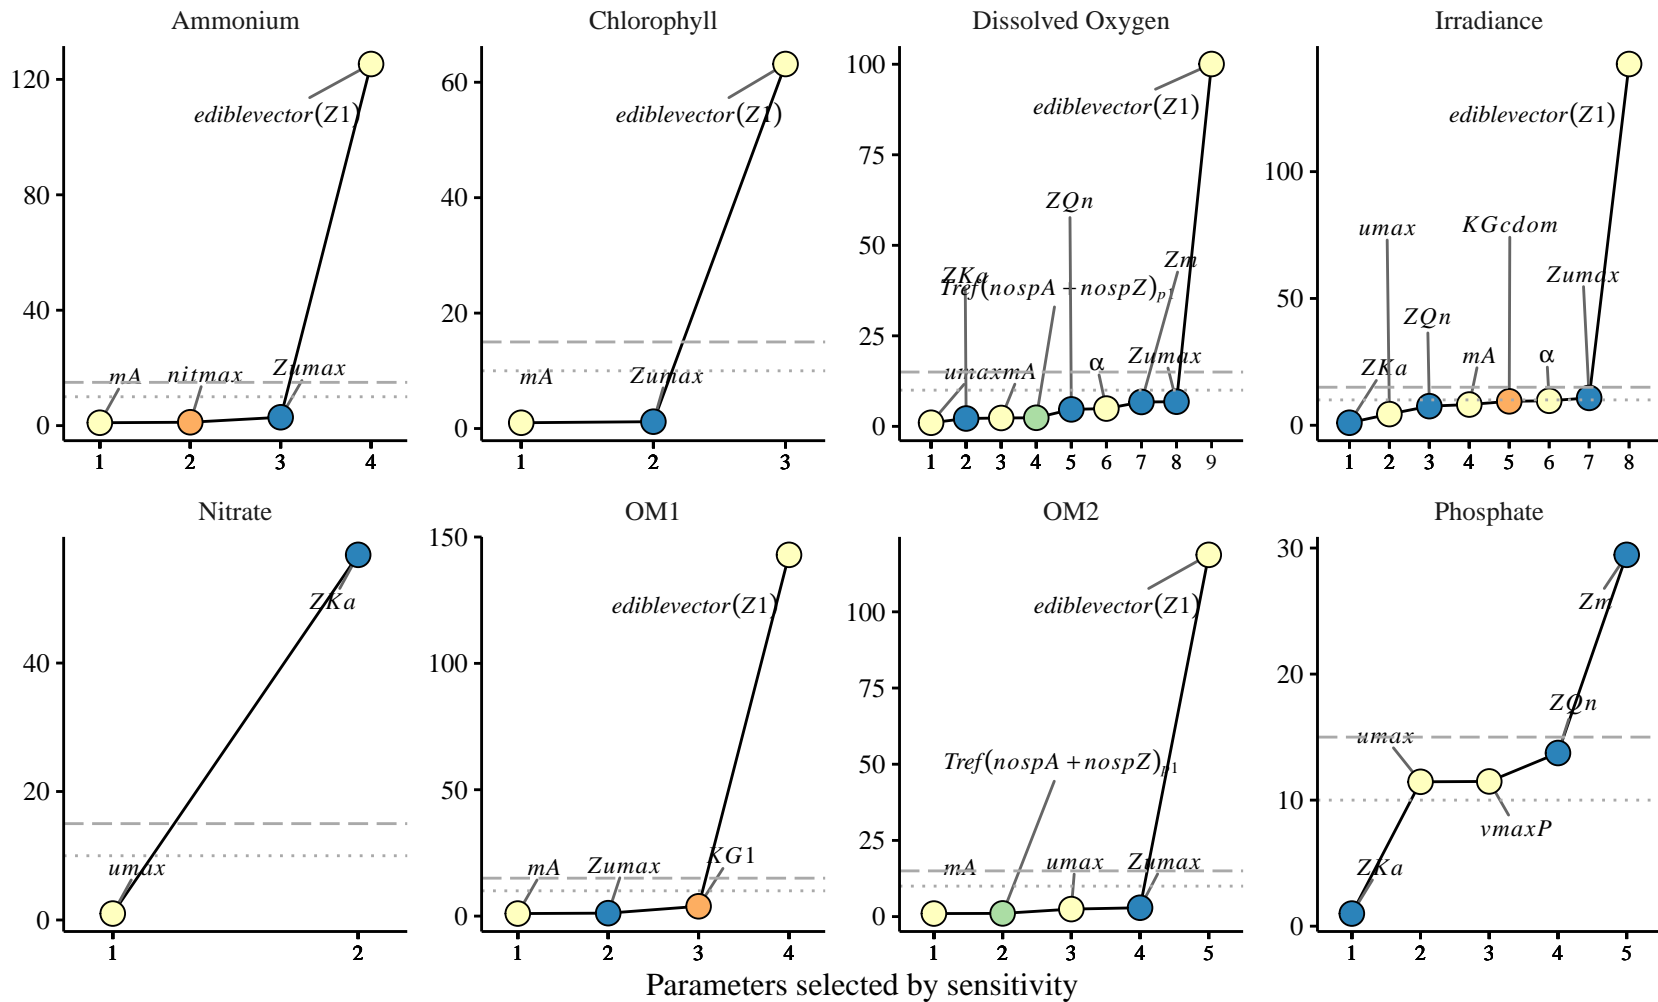 Ammonium
120
80
40
0
ediblevector(Z1)
mA
nitmax
Zumax
1 2 3 4
Chlorophyll
60
40
20
0
ediblevector(Z1)
mA
Zumax
1 2 3
Dissolved Oxygen
100
75
50
25
0
ediblevector(Z1)
ZQn
Zm
ZKa
Tref(nospA + nospZ)p1
α
Zumax
umax mA
1 2 3 4 5 6 7 8 9
Irradiance
100
50
0
ediblevector(Z1)
umax
KGcdom
Zumax
ZQn
ZKa
mA
α
1 2 3 4 5 6 7 8
Nitrate
40
20
0
ZKa
umax
1 2
OM1
150
100
50
0
ediblevector(Z1)
mA
Zumax
KG1
1 2 3 4
OM2
100
75
50
25
0
ediblevector(Z1)
Tref(nospA + nospZ)p1
mA
umax
Zumax
1 2 3 4 5
Phosphate
30
20
10
0
Zm
ZQn
umax
vmaxP
ZKa
1 2 3 4 5
Parameters selected by sensitivity